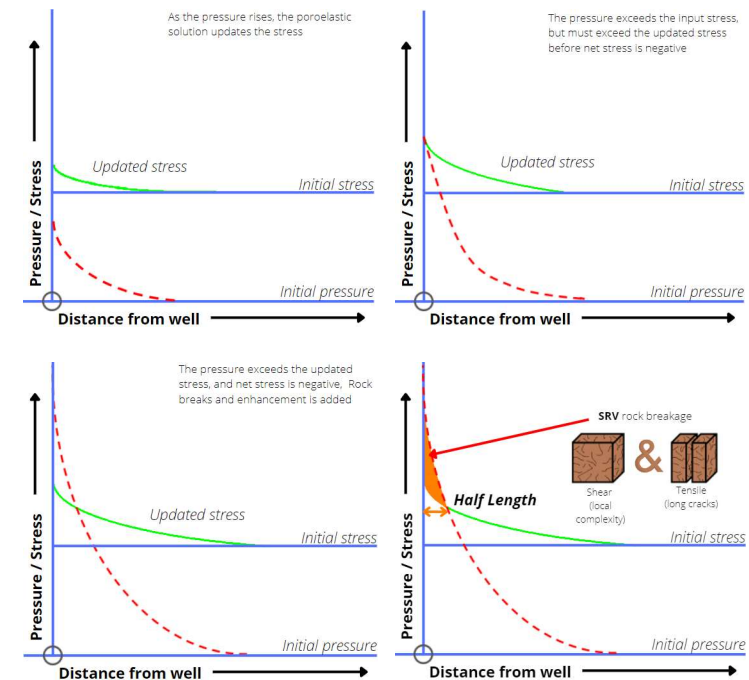 As the pressure rises, the poroelastic
solution updates the stress
Updated stress
Initial stress
Initial pressure
Pressure / Stress
Distance from well
The pressure exceeds the input stress,
but must exceed the updated stress
before net stress is negative
Updated stress
Initial stress
Initial pressure
Pressure / Stress
Distance from well
The pressure exceeds the updated
stress, and net stress is negative, Rock
breaks and enhancement is added
Updated stress
Initial stress
Initial pressure
Pressure / Stress
Distance from well
SRV rock breakage
&
Shear
(local
complexity)
Tensile
(long cracks)
Half Length
Initial stress
Initial pressure
Pressure / Stress
Distance from well